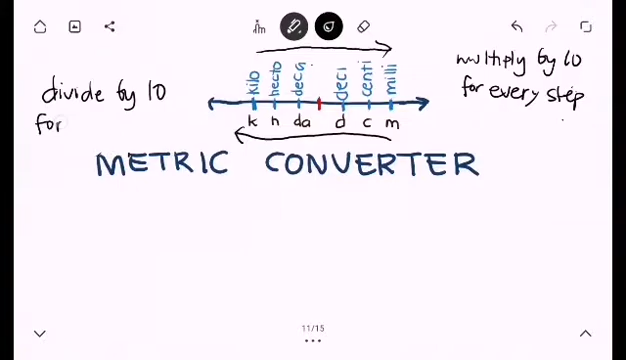 divide by 10
for
kilo hecto deca deci centi milli
k h da d c m
multiply by 10
for every step
METRIC CONVERTER
11/15